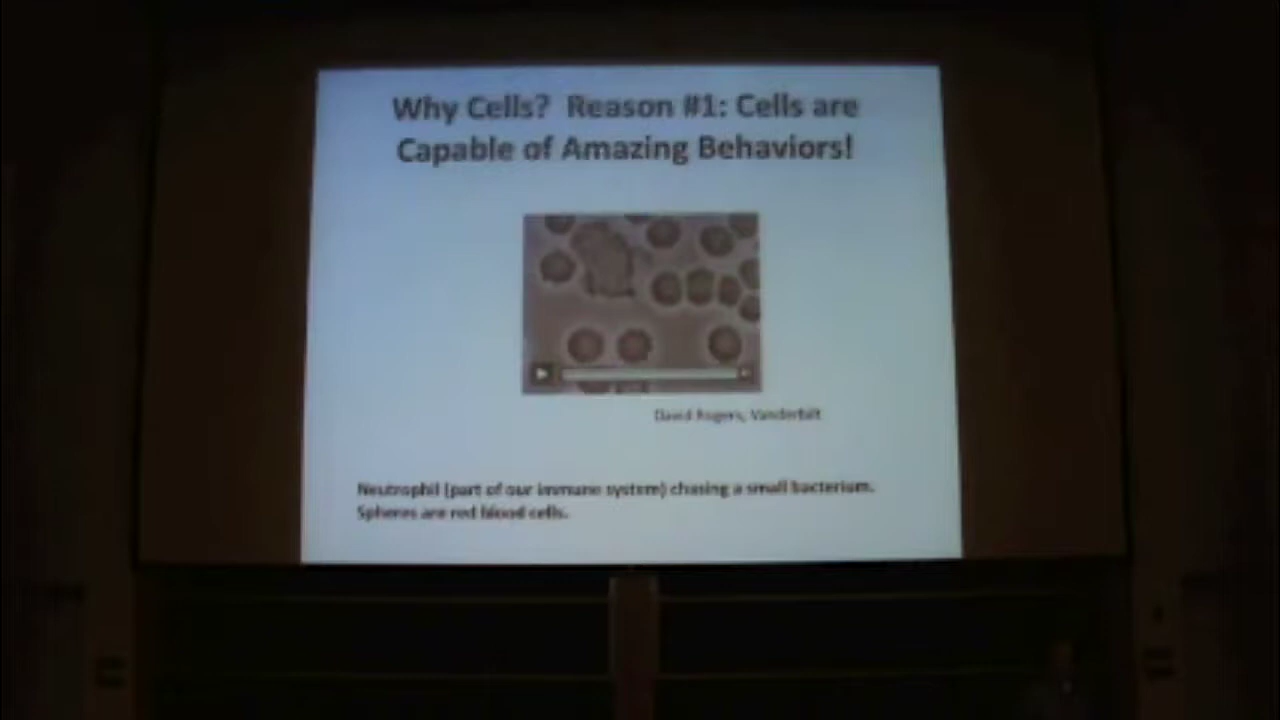 Why Cells? Reason #1: Cells are
Capable of Amazing Behaviors!
David Rogers, Vanderbilt
Neutrophil (part of our immune system) chasing a small bacterium.
Spheres are red blood cells.